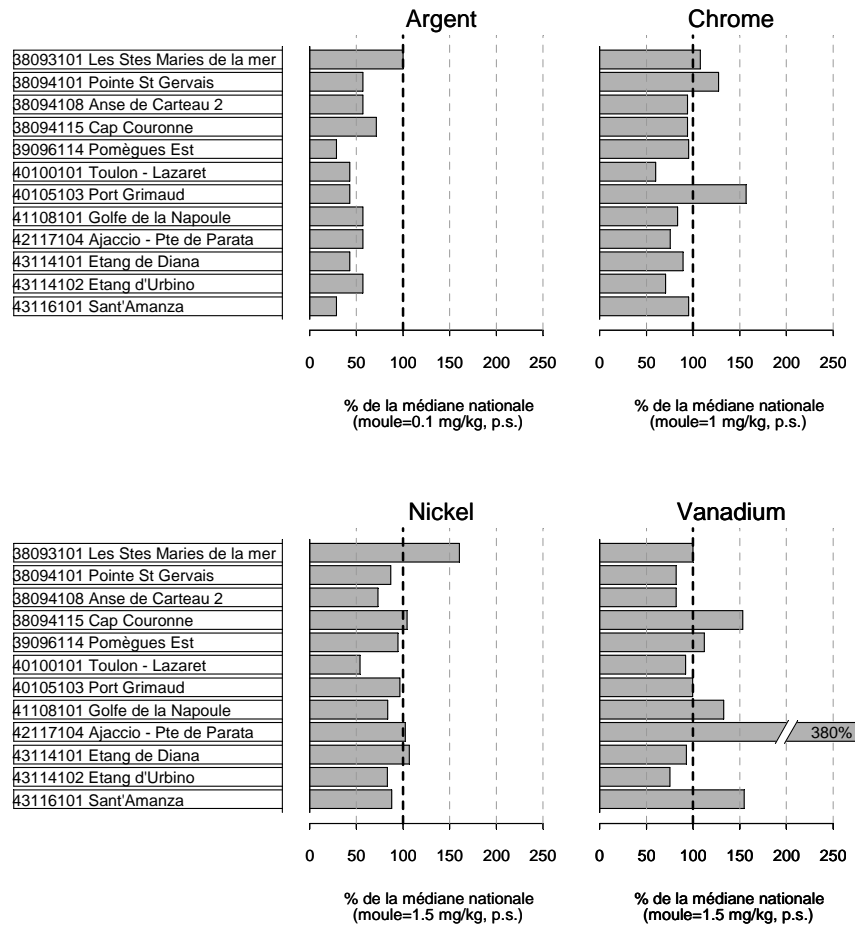 Argent
Chrome
38093101 Les Stes Maries de la mer
38094101 Pointe St Gervais
38094108 Anse de Carteau 2
38094115 Cap Couronne
39096114 Pomègues Est
40100101 Toulon - Lazaret
40105103 Port Grimaud
41108101 Golfe de la Napoule
42117104 Ajaccio - Pte de Parata
43114101 Etang de Diana
43114102 Etang d'Urbino
43116101 Sant'Amanza
0 50 100 150 200 250
0 50 100 150 200 250
% de la médiane nationale
(moule=0.1 mg/kg, p.s.)
% de la médiane nationale
(moule=1 mg/kg, p.s.)
Nickel
Vanadium
38093101 Les Stes Maries de la mer
38094101 Pointe St Gervais
38094108 Anse de Carteau 2
38094115 Cap Couronne
39096114 Pomègues Est
40100101 Toulon - Lazaret
40105103 Port Grimaud
41108101 Golfe de la Napoule
42117104 Ajaccio - Pte de Parata
380%
43114101 Etang de Diana
43114102 Etang d'Urbino
43116101 Sant'Amanza
0 50 100 150 200 250
0 50 100 150 200 250
% de la médiane nationale
(moule=1.5 mg/kg, p.s.)
% de la médiane nationale
(moule=1.5 mg/kg, p.s.)